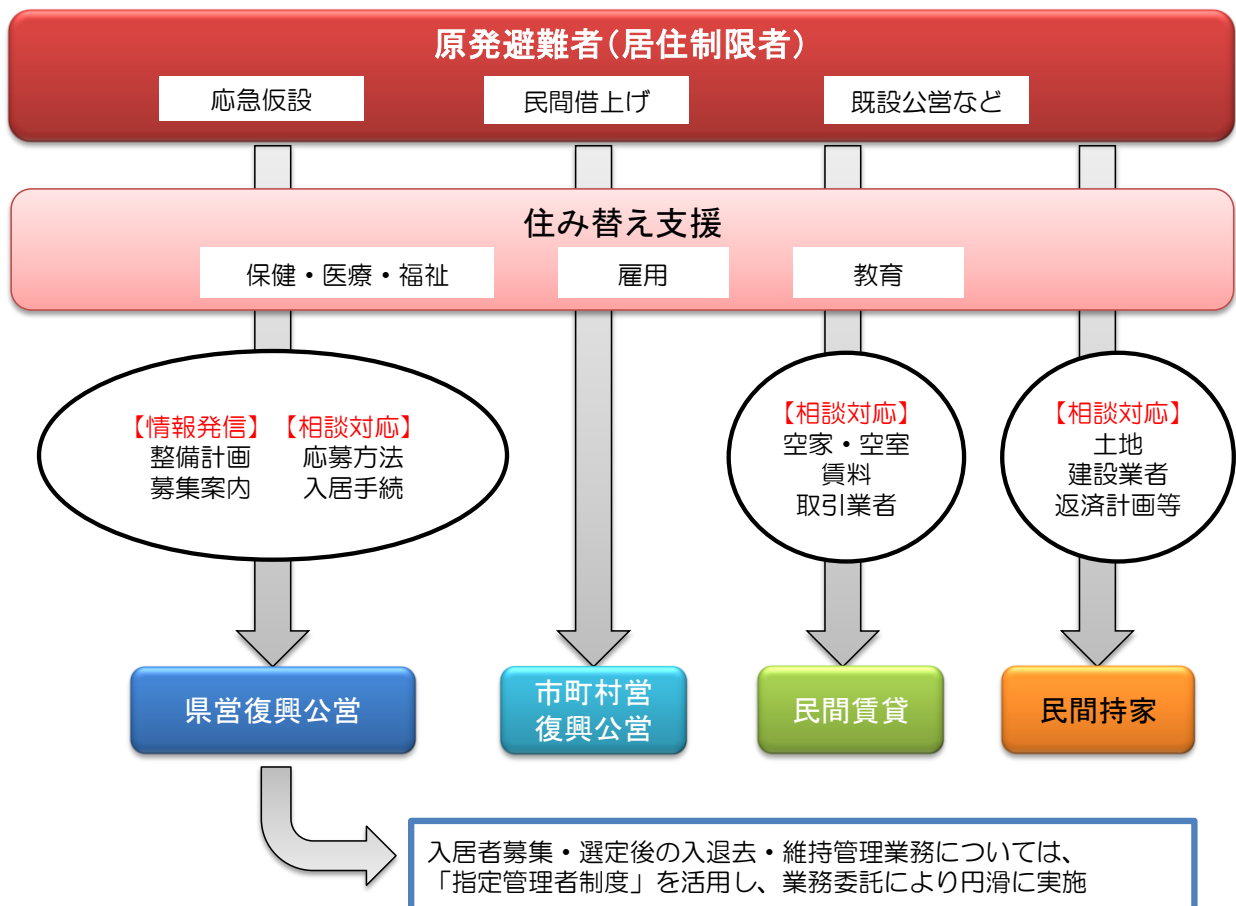 原発避難者(居住制限者)
応急仮設
民間借上げ
既設公営など
住み替え支援
保健・医療・福祉
雇用
教育
【情報発信】
整備計画
募集案内
【相談対応】
応募方法
入居手続
【相談対応】
空家・空室
賃料
取引業者
【相談対応】
土地
建設業者
返済計画等
県営復興公営
市町村営
復興公営
民間賃貸
民間持家
入居者募集・選定後の入退去・維持管理業務については、
「指定管理者制度」を活用し、業務委託により円滑に実施